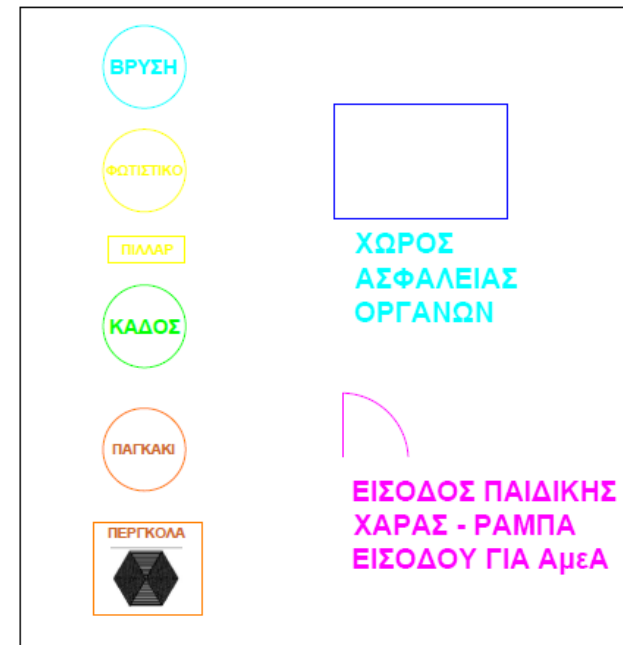 ΒΡΥΣΗ
ΦΩΤΙΣΤΙΚΟ
ΠΙΛΛΑΡ
ΚΑΔΟΣ
ΠΑΓΚΑΚΙ
ΠΕΡΓΚΟΛΑ
ΧΩΡΟΣ
ΑΣΦΑΛΕΙΑΣ
ΟΡΓΑΝΩΝ
ΕΙΣΟΔΟΣ ΠΑΙΔΙΚΗΣ
ΧΑΡΑΣ - ΡΑΜΠΑ
ΕΙΣΟΔΟΥ ΓΙΑ ΑμεΑ